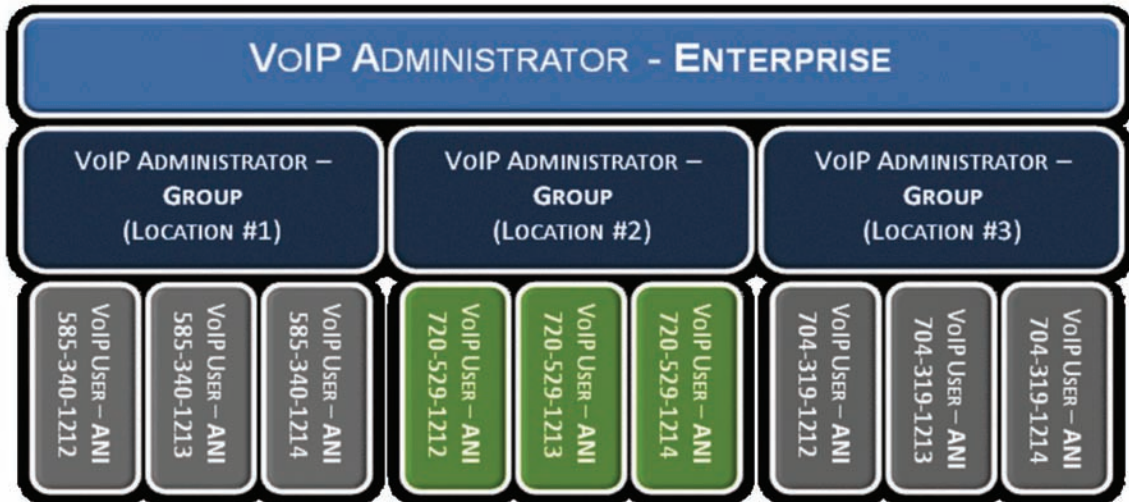 VOIP ADMINISTRATOR - ENTERPRISE
VOIP ADMINISTRATOR –
GROUP
(LOCATION #1)
VOIP ADMINISTRATOR –
GROUP
(LOCATION #2)
VOIP ADMINISTRATOR –
GROUP
(LOCATION #3)
VOIP USER – ANI
585-340-1212
VOIP USER – ANI
585-340-1213
VOIP USER – ANI
585-340-1214
VOIP USER – ANI
720-529-1212
VOIP USER – ANI
720-529-1213
VOIP USER – ANI
720-529-1214
VOIP USER – ANI
704-319-1212
VOIP USER – ANI
704-319-1213
VOIP USER – ANI
704-319-1214